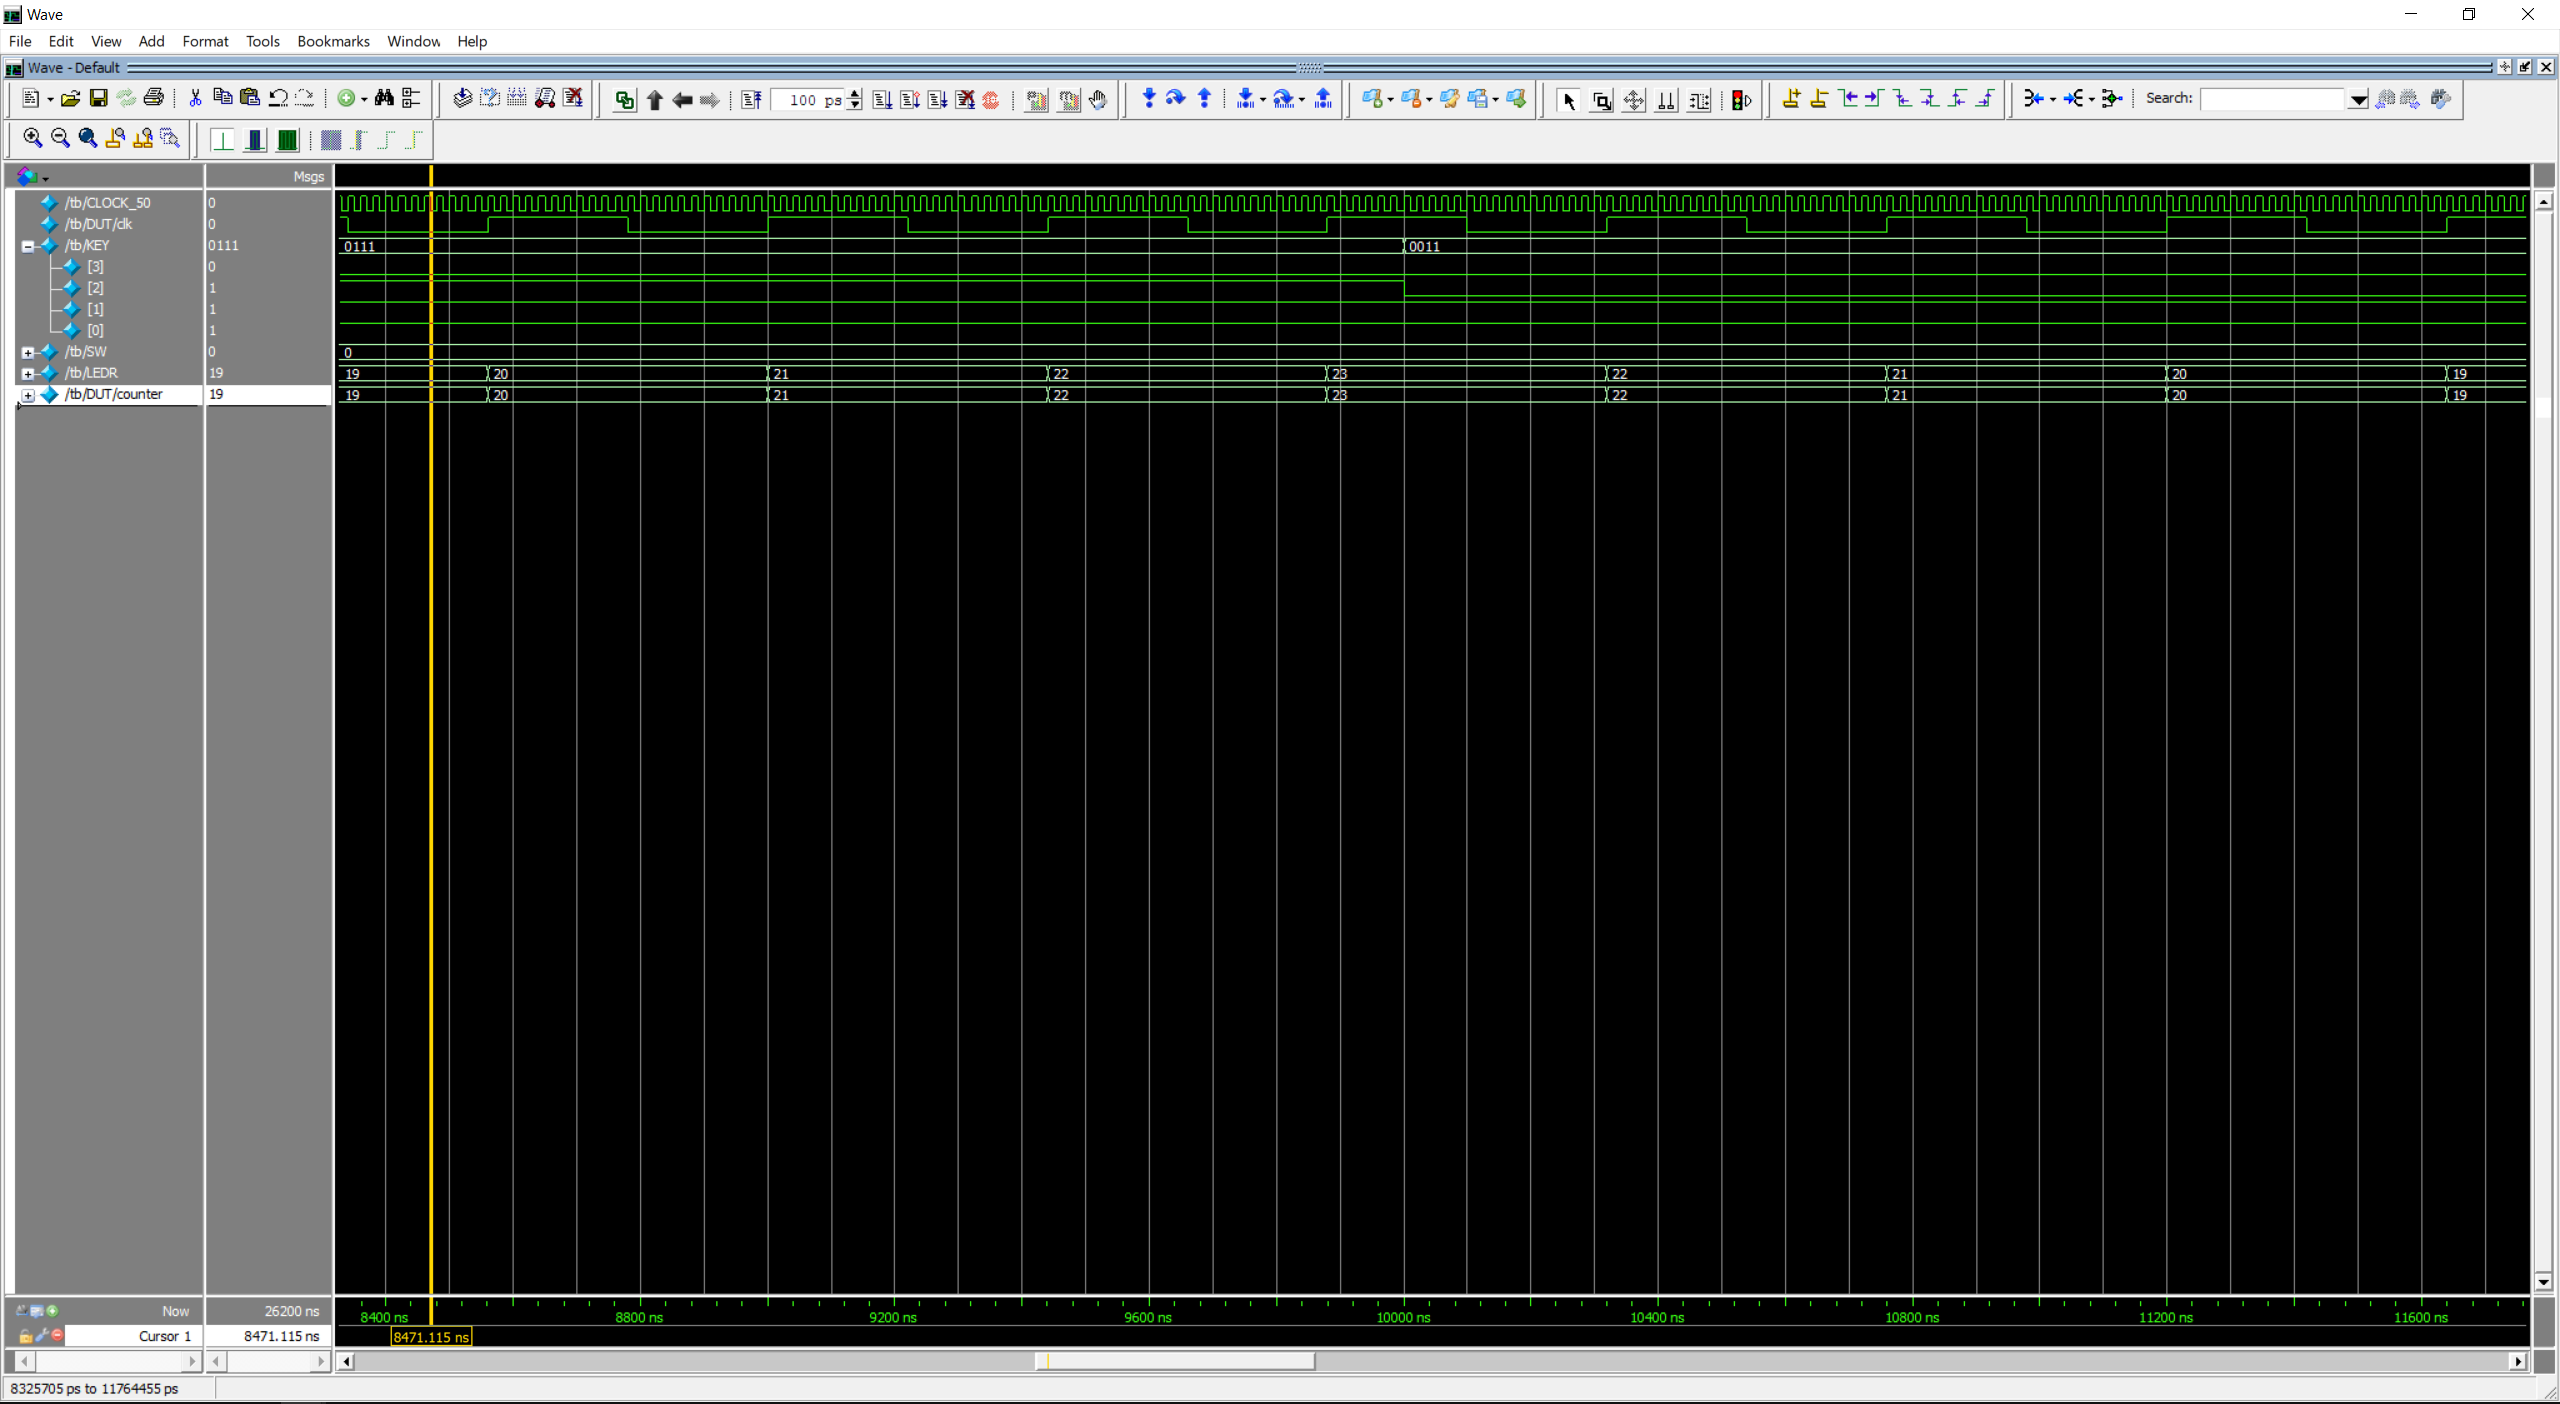 Wave
File Edit View Add Format Tools Bookmarks Window Help
Wave - Default
100 ps
Search:
Msgs
/tb/CLOCK_50 0
/tb/DUT/clk 0
/tb/KEY 0111 0111 0011
[3] 0
[2] 1
[1] 1
[0] 1
/tb/SW 0 0
/tb/LEDR 19 19 20 21 22 23 22 21 20 19
/tb/DUT/counter 19 19 20 21 22 23 22 21 20 19
Now 26200 ns 8400 ns 8800 ns 9200 ns 9600 ns 10000 ns 10400 ns 10800 ns 11200 ns 11600 ns
Cursor 1 8471.115 ns 8471.115 ns
8325705 ps to 11764455 ps